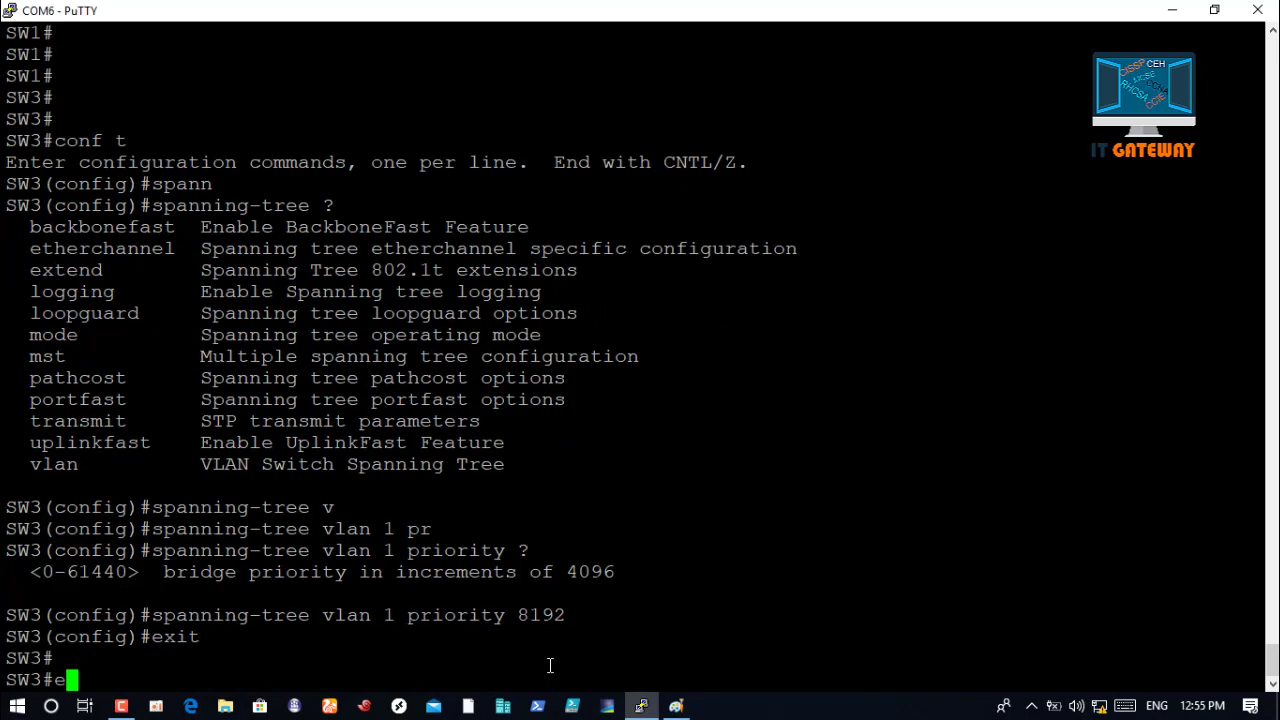 COM6 - PuTTY
SW1#
SW1#
SW1#
SW3#
SW3#
SW3#conf t
Enter configuration commands, one per line.  End with CNTL/Z.
SW3(config)#spann
SW3(config)#spanning-tree ?
  backbonefast  Enable BackboneFast Feature
  etherchannel  Spanning tree etherchannel specific configuration
  extend        Spanning Tree 802.1t extensions
  logging       Enable Spanning tree logging
  loopguard     Spanning tree loopguard options
  mode          Spanning tree operating mode
  mst           Multiple spanning tree configuration
  pathcost      Spanning tree pathcost options
  portfast      Spanning tree portfast options
  transmit      STP transmit parameters
  uplinkfast    Enable UplinkFast Feature
  vlan          VLAN Switch Spanning Tree
SW3(config)#spanning-tree v
SW3(config)#spanning-tree vlan 1 pr
SW3(config)#spanning-tree vlan 1 priority ?
  <0-61440>  bridge priority in increments of 4096
SW3(config)#spanning-tree vlan 1 priority 8192
SW3(config)#exit
SW3#
SW3#e
CISSP CEH
MCSE
RHCSA
CCIE
IT GATEWAY
ENG 12:55 PM